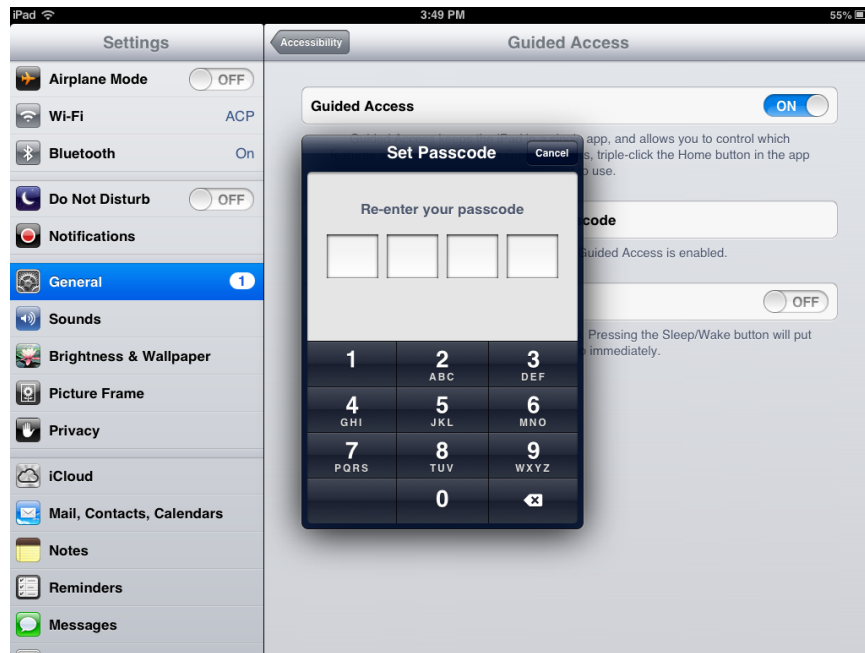 iPad
3:49 PM
55%
Settings
Accessibility
Guided Access
Airplane Mode OFF
Wi-Fi ACP
Bluetooth On
Do Not Disturb OFF
Notifications
General 1
Sounds
Brightness & Wallpaper
Picture Frame
Privacy
iCloud
Mail, Contacts, Calendars
Notes
Reminders
Messages
Guided Access ON
app, and allows you to control which
s, triple-click the Home button in the app
use.
code
Guided Access is enabled.
OFF
Pressing the Sleep/Wake button will put
immediately.
Set Passcode
Cancel
Re-enter your passcode
1
2
ABC
3
DEF
4
GHI
5
JKL
6
MNO
7
PQRS
8
TUV
9
WXYZ
0